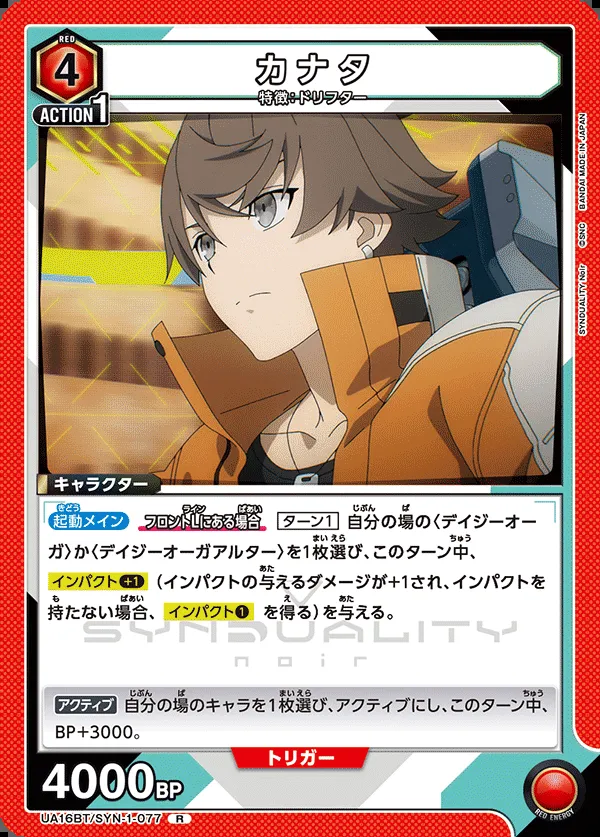 RED
4
ACTION 1
カナタ
特徴：ドリフター
SYNDUALITY Noir ©SNC BANDAI MADE IN JAPAN
キャラクター
起動メイン フロントLにある場合 ターン1 自分の場の〈デイジーオー
ガ〉か〈デイジーオーガアルター〉を1枚選び、このターン中、
インパクト+1（インパクトの与えるダメージが+1され、インパクトを
持たない場合、インパクト1 を得る）を与える。
SYNDUALITY
noir
アクティブ 自分の場のキャラを1枚選び、アクティブにし、このターン中、
BP+3000。
トリガー
4000BP
UA16BT/SYN-1-077 R
RED ENERGY